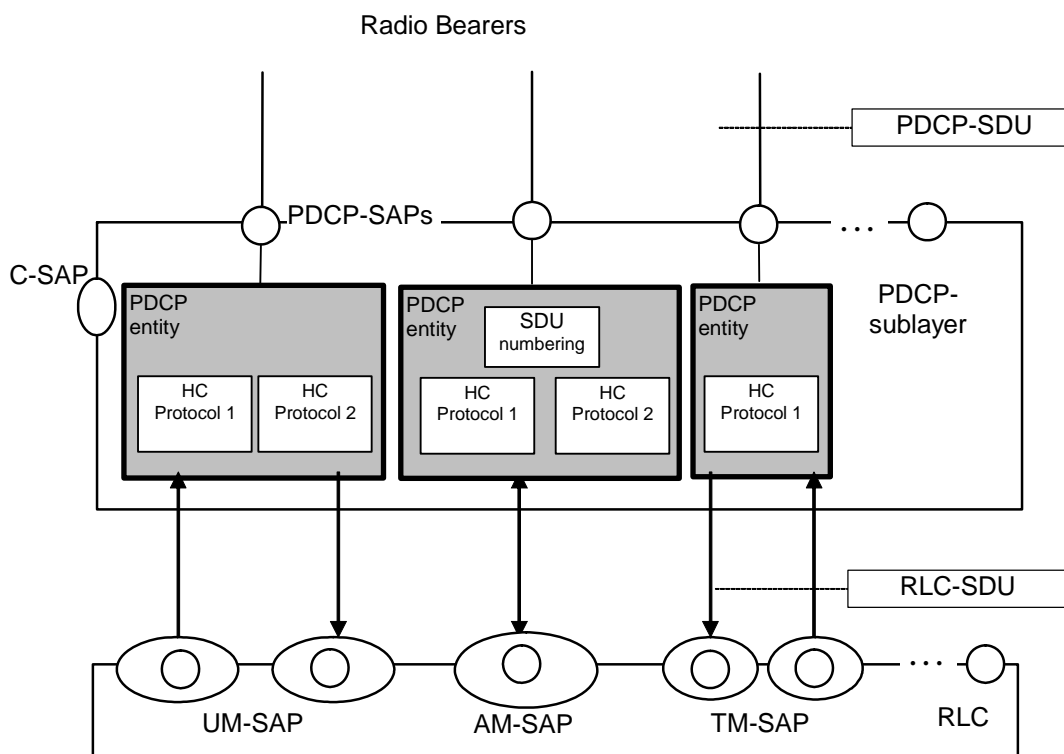 Radio Bearers
PDCP-SDU
PDCP-SAPs
...
C-SAP
PDCP
entity
HC
Protocol 1
HC
Protocol 2
PDCP
entity
SDU
numbering
HC
Protocol 1
HC
Protocol 2
PDCP
entity
HC
Protocol 1
PDCP-
sublayer
RLC-SDU
...
UM-SAP
AM-SAP
TM-SAP
RLC